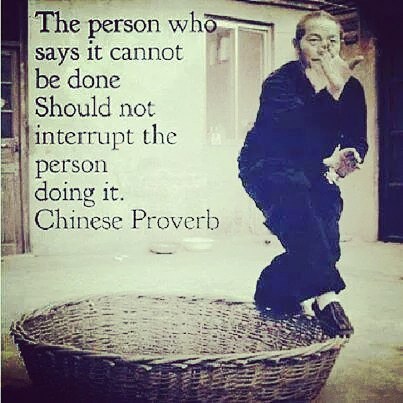 The person who
says it cannot
be done
Should not
interrupt the
person
doing it.
Chinese Proverb